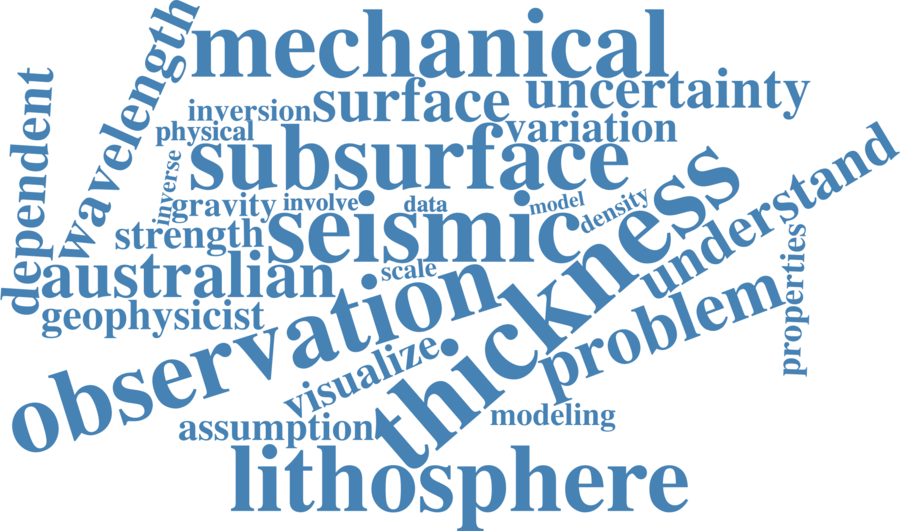 mechanical
wavelength
dependent
uncertainty
surface
inversion
variation
physical
subsurface
inverse
understand
thickness
gravity
involve
data
model
density
seismic
strength
australian
scale
properties
observation
geophysicist
problem
visualize
modeling
assumption
lithosphere